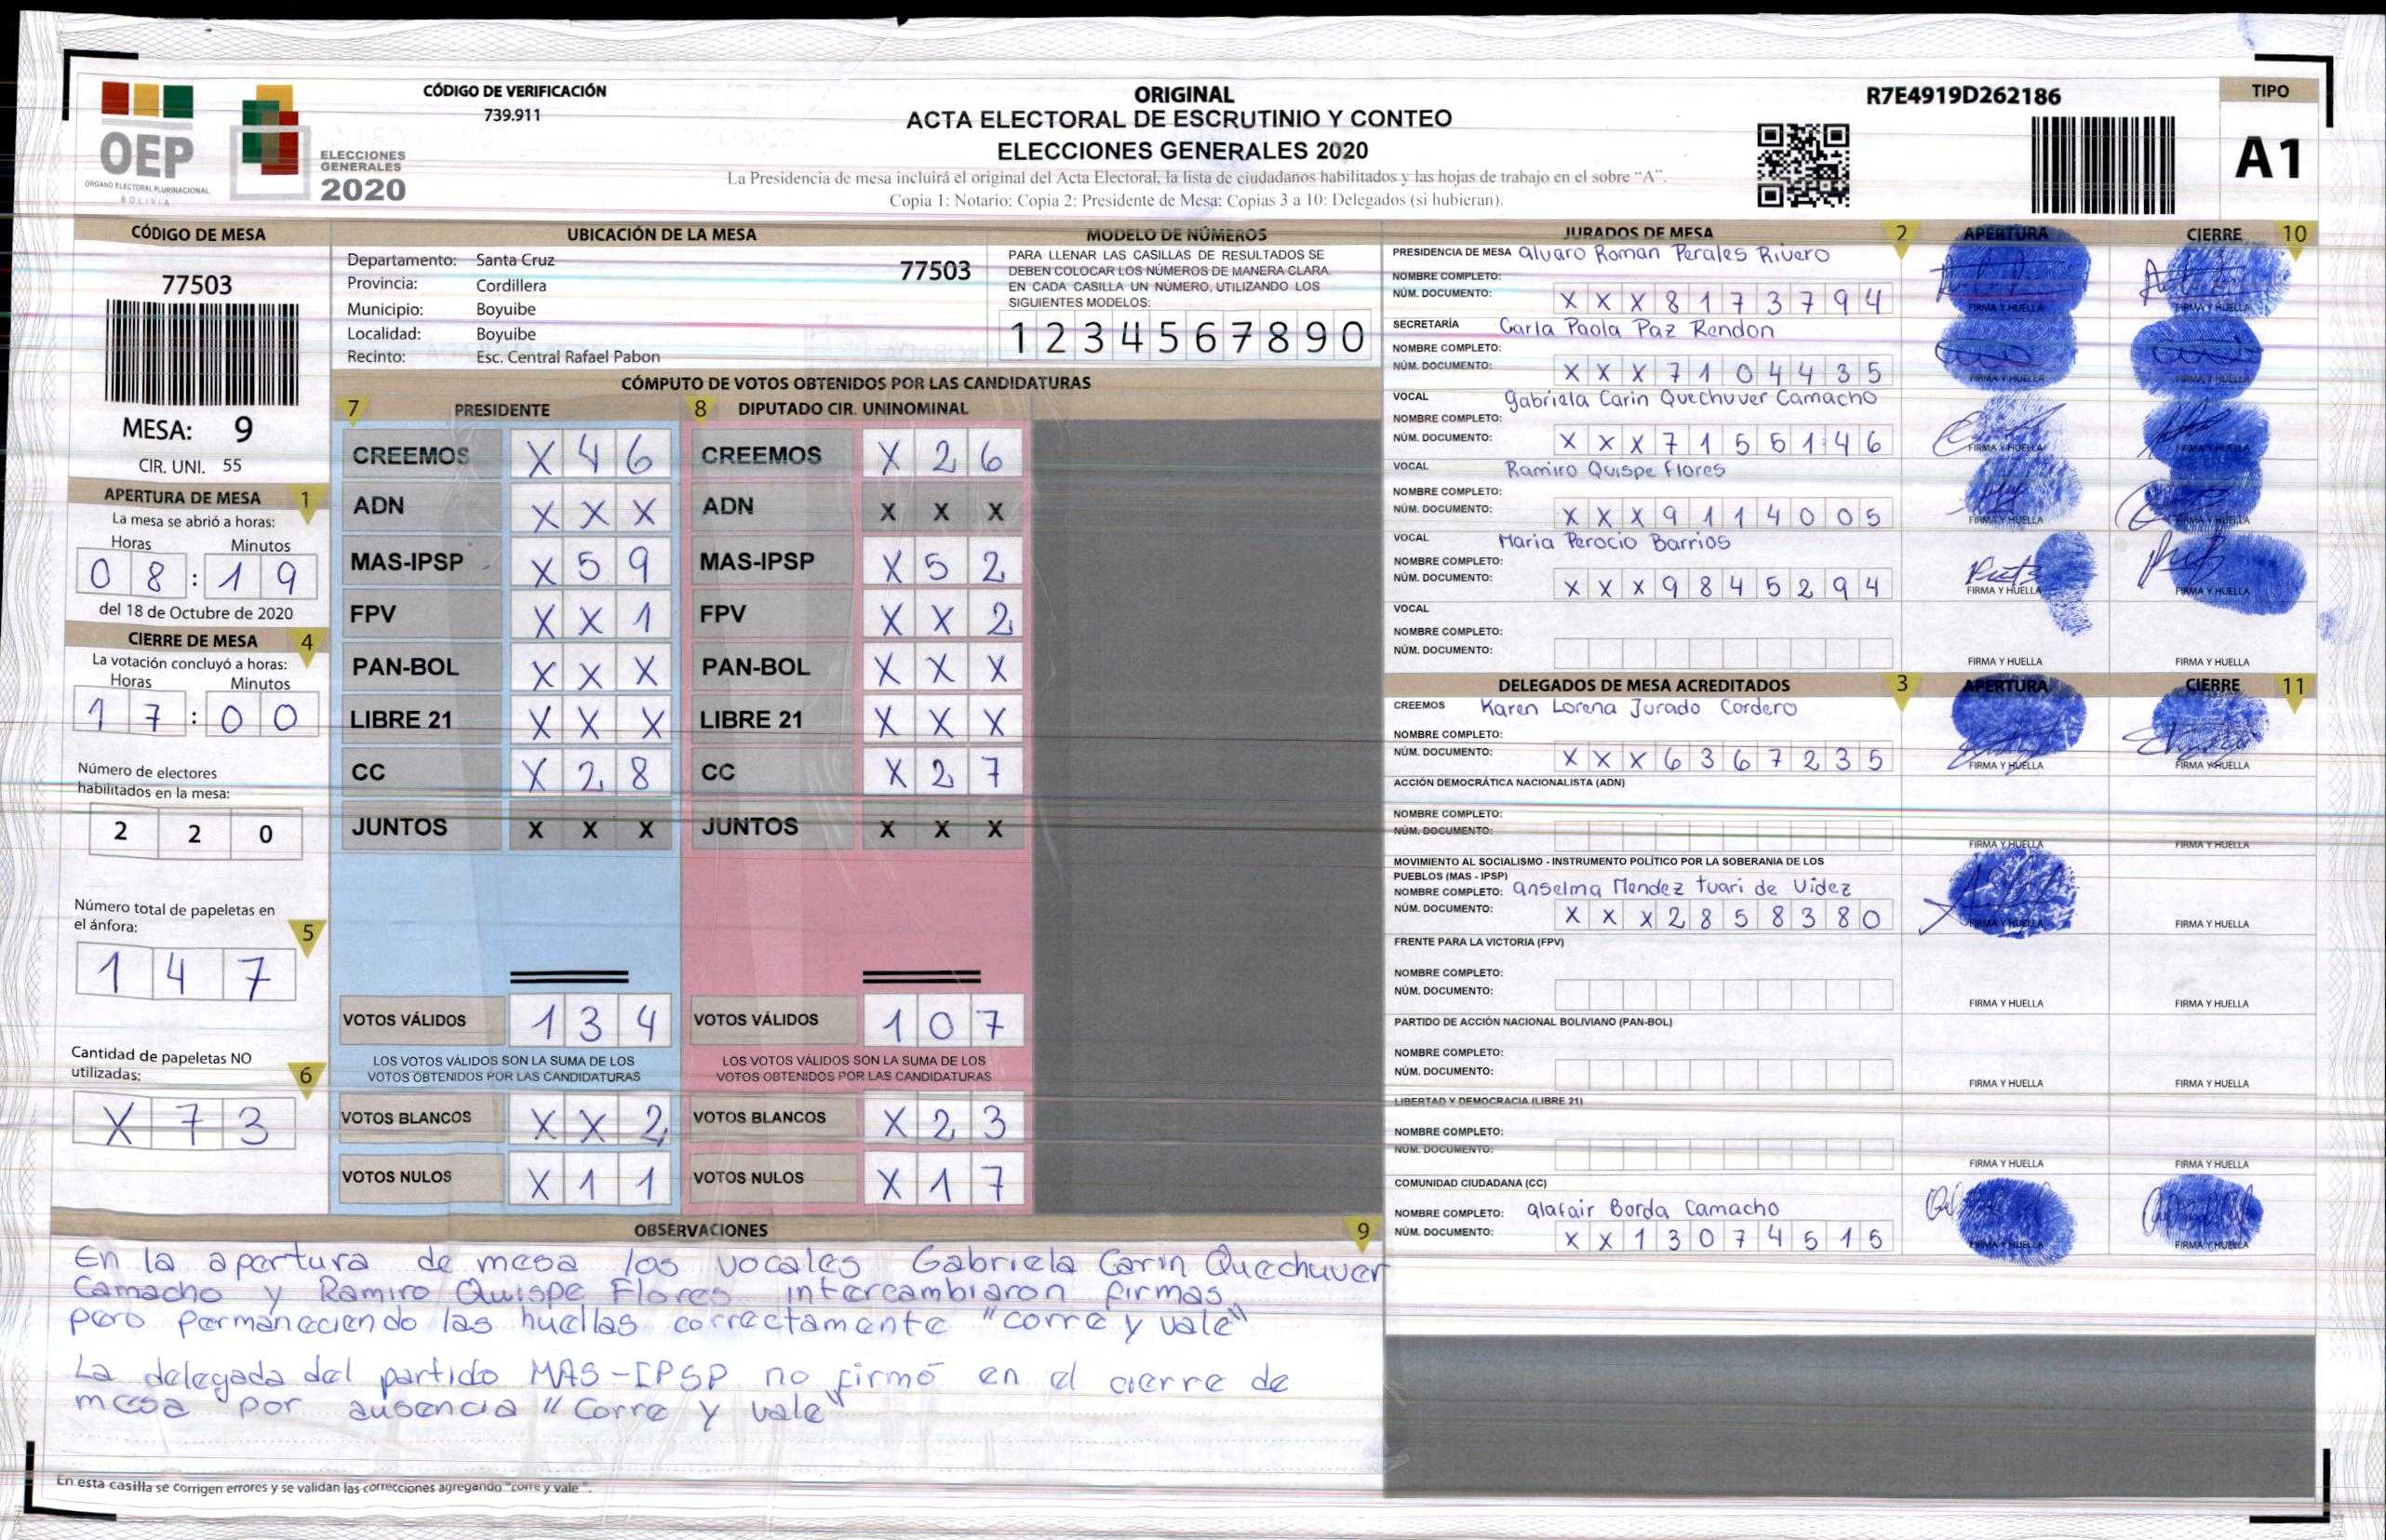 OEP
ORGANO ELECTORAL PLURINACIONAL
BOLIVIA
ELECCIONES
GENERALES
2020
CÓDIGO DE VERIFICACIÓN
739.911
ORIGINAL
ACTA ELECTORAL DE ESCRUTINIO Y CONTEO
ELECCIONES GENERALES 2020
La Presidencia de mesa incluirá el original del Acta Electoral, la lista de ciudadanos habilitados y las hojas de trabajo en el sobre “A”.
Copia 1: Notario: Copia 2: Presidente de Mesa: Copias 3 a 10: Delegados (si hubieran).
R7E4919D262186
TIPO
A1
CÓDIGO DE MESA
77503
MESA: 9
CIR. UNI. 55
APERTURA DE MESA 1
La mesa se abrió a horas:
Horas Minutos
0 8 : 1 9
del 18 de Octubre de 2020
CIERRE DE MESA 4
La votación concluyó a horas:
Horas Minutos
1 7 : 0 0
Número de electores
habilitados en la mesa:
2 2 0
Número total de papeletas en
el ánfora: 5
1 4 7
Cantidad de papeletas NO
utilizadas: 6
X 7 3
UBICACIÓN DE LA MESA
Departamento: Santa Cruz 77503
Provincia: Cordillera
Municipio: Boyuibe
Localidad: Boyuibe
Recinto: Esc. Central Rafael Pabon
MODELO DE NÚMEROS
PARA LLENAR LAS CASILLAS DE RESULTADOS SE
DEBEN COLOCAR LOS NÚMEROS DE MANERA CLARA.
EN CADA CASILLA UN NÚMERO, UTILIZANDO LOS
SIGUIENTES MODELOS:
1 2 3 4 5 6 7 8 9 0
CÓMPUTO DE VOTOS OBTENIDOS POR LAS CANDIDATURAS
7 PRESIDENTE
CREEMOS X 4 6
ADN X X X
MAS-IPSP X 5 9
FPV X X 1
PAN-BOL X X X
LIBRE 21 X X X
CC X 2 8
JUNTOS X X X
VOTOS VÁLIDOS 1 3 4
LOS VOTOS VÁLIDOS SON LA SUMA DE LOS
VOTOS OBTENIDOS POR LAS CANDIDATURAS
VOTOS BLANCOS X X 2
VOTOS NULOS X 1 1
8 DIPUTADO CIR. UNINOMINAL
CREEMOS X 2 6
ADN X X X
MAS-IPSP X 5 2
FPV X X 2
PAN-BOL X X X
LIBRE 21 X X X
CC X 2 7
JUNTOS X X X
VOTOS VÁLIDOS 1 0 7
LOS VOTOS VÁLIDOS SON LA SUMA DE LOS
VOTOS OBTENIDOS POR LAS CANDIDATURAS
VOTOS BLANCOS X 2 3
VOTOS NULOS X 1 7
JURADOS DE MESA 2 APERTURA CIERRE 10
PRESIDENCIA DE MESA Alvaro Roman Perales Rivero
NOMBRE COMPLETO:
NÚM. DOCUMENTO: X X X 8 1 7 3 7 9 4
FIRMA Y HUELLA FIRMA Y HUELLA
SECRETARÍA Carla Paola Paz Rendon
NOMBRE COMPLETO:
NÚM. DOCUMENTO: X X X 7 1 0 4 4 3 5
FIRMA Y HUELLA FIRMA Y HUELLA
VOCAL Gabriela Carin Quechuver Camacho
NOMBRE COMPLETO:
NÚM. DOCUMENTO: X X X 7 1 5 5 1 4 6
FIRMA Y HUELLA FIRMA Y HUELLA
VOCAL Ramiro Quispe Flores
NOMBRE COMPLETO:
NÚM. DOCUMENTO: X X X 9 1 1 4 0 0 5
FIRMA Y HUELLA FIRMA Y HUELLA
VOCAL Maria Perocio Barrios
NOMBRE COMPLETO:
NÚM. DOCUMENTO: X X X 9 8 4 5 2 9 4
FIRMA Y HUELLA FIRMA Y HUELLA
VOCAL
NOMBRE COMPLETO:
NÚM. DOCUMENTO:
FIRMA Y HUELLA FIRMA Y HUELLA
DELEGADOS DE MESA ACREDITADOS 3 APERTURA CIERRE 11
CREEMOS Karen Lorena Jurado Cordero
NOMBRE COMPLETO:
NÚM. DOCUMENTO: X X X 6 3 6 7 2 3 5
FIRMA Y HUELLA FIRMA Y HUELLA
ACCIÓN DEMOCRÁTICA NACIONALISTA (ADN)
NOMBRE COMPLETO:
NÚM. DOCUMENTO:
FIRMA Y HUELLA FIRMA Y HUELLA
MOVIMIENTO AL SOCIALISMO - INSTRUMENTO POLÍTICO POR LA SOBERANIA DE LOS
PUEBLOS (MAS - IPSP)
NOMBRE COMPLETO: Anselma Mendez tuari de Videz
NÚM. DOCUMENTO: X X X 2 8 5 8 3 8 0
FIRMA Y HUELLA FIRMA Y HUELLA
FRENTE PARA LA VICTORIA (FPV)
NOMBRE COMPLETO:
NÚM. DOCUMENTO:
FIRMA Y HUELLA FIRMA Y HUELLA
PARTIDO DE ACCIÓN NACIONAL BOLIVIANO (PAN-BOL)
NOMBRE COMPLETO:
NÚM. DOCUMENTO:
FIRMA Y HUELLA FIRMA Y HUELLA
LIBERTAD Y DEMOCRACIA (LIBRE 21)
NOMBRE COMPLETO:
NÚM. DOCUMENTO:
FIRMA Y HUELLA FIRMA Y HUELLA
COMUNIDAD CIUDADANA (CC)
NOMBRE COMPLETO: Alafair Borda Camacho
NÚM. DOCUMENTO: X X 1 3 0 7 4 5 1 5
FIRMA Y HUELLA FIRMA Y HUELLA
OBSERVACIONES 9
En la apertura de mesa los vocales Gabriela Carin Quechuver
Camacho y Ramiro Quispe Flores intercambiaron firmas
pero permaneciendo las huellas correctamente "corre y vale"
La delegada del partido MAS-IPSP no firmó en el cierre de
mesa por ausencia "Corre y vale"
En esta casilla se corrigen errores y se validan las correcciones agregando "corre y vale".